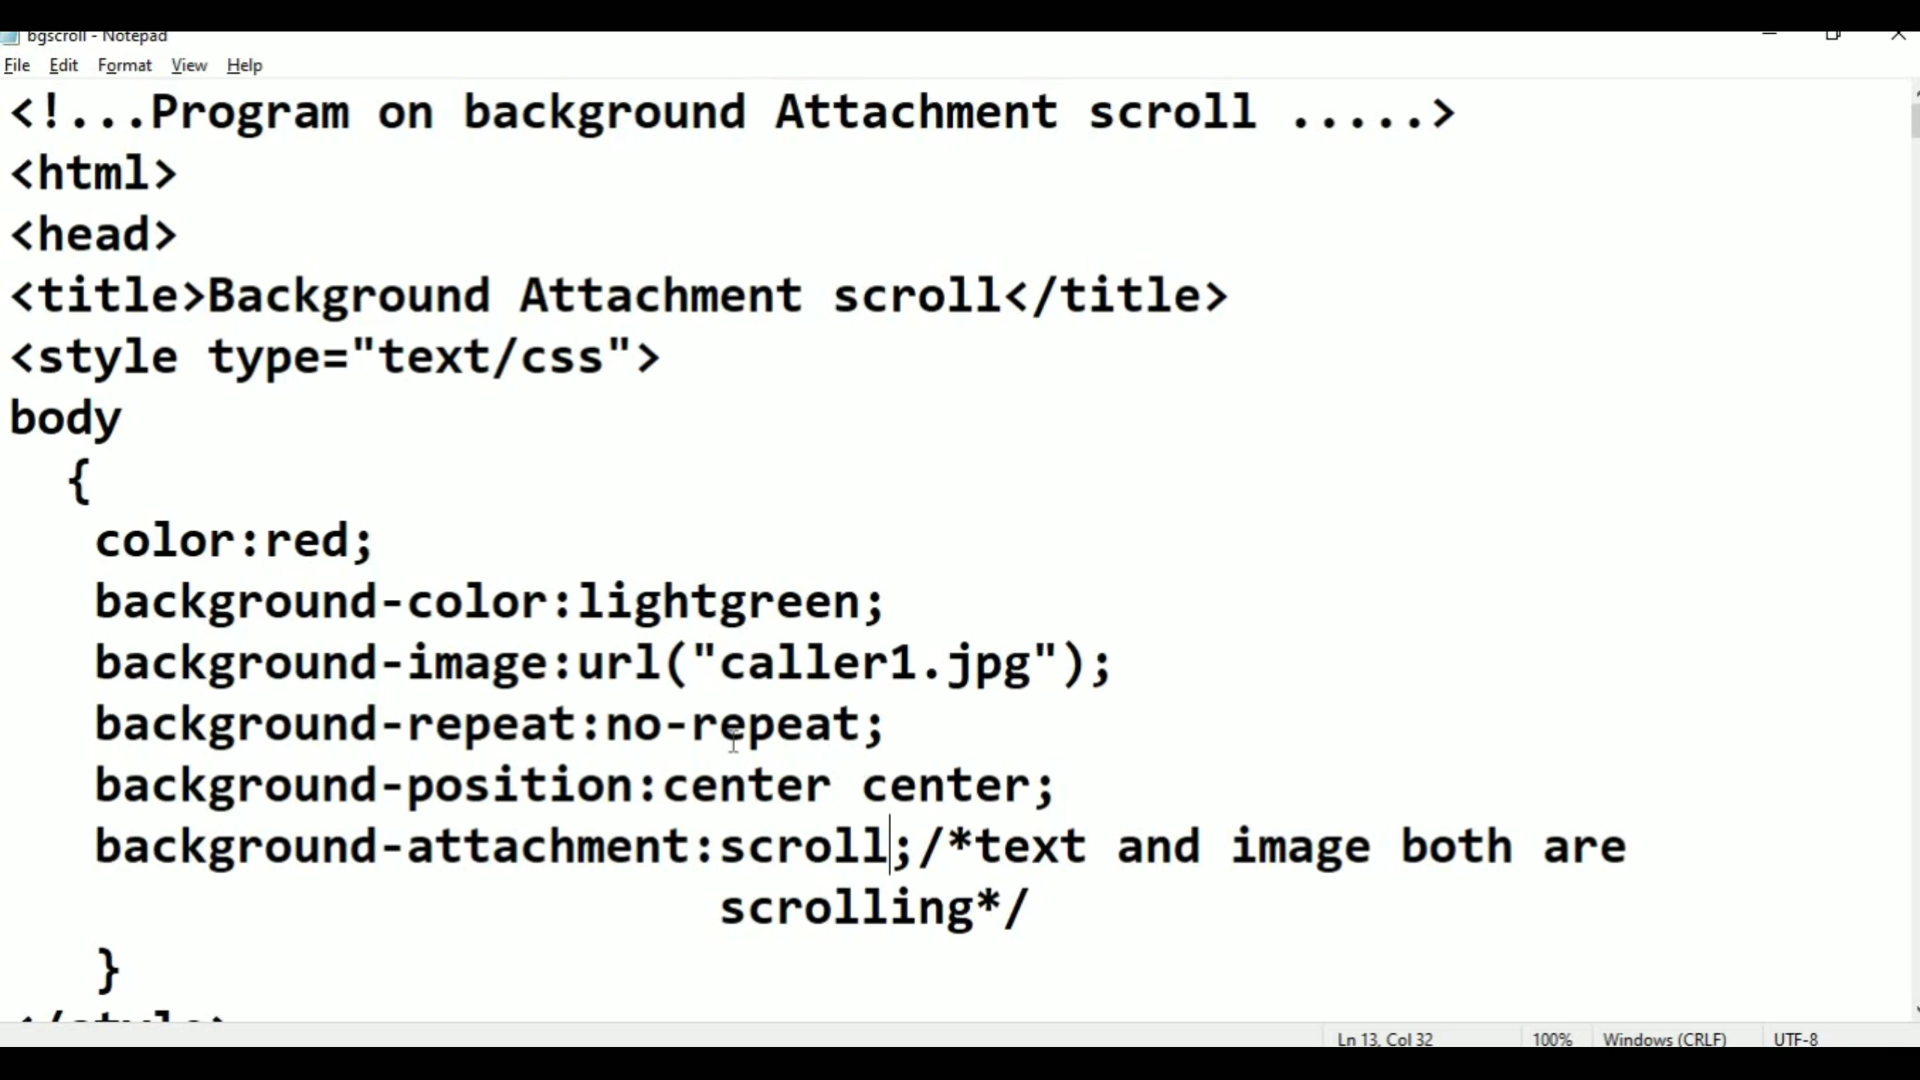 bgscroll - Notepad
File Edit Format View Help
<!...Program on background Attachment scroll .....>
<html>
<head>
<title>Background Attachment scroll</title>
<style type="text/css">
body
{
color:red;
background-color:lightgreen;
background-image:url("caller1.jpg");
background-repeat:no-repeat;
background-position:center center;
background-attachment:scroll;/*text and image both are
scrolling*/
}
</style>
Ln 13, Col 32 100% Windows (CRLF) UTF-8